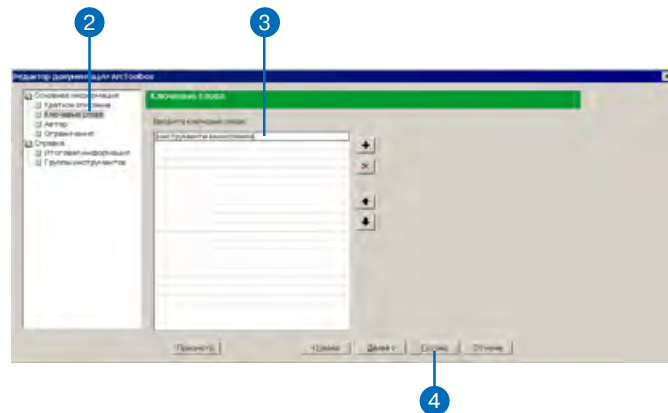 2
3
Редактор документации ArcToolbox
Основная информация
Краткое описание
Ключевые слова
Автор
Ограничения
Справка
Итоговая информация
Группы инструментов
Ключевые слова
Введите ключевые слова:
инструменты вычисления
Просмотр
< Назад
Далее >
Готово
Отмена
4